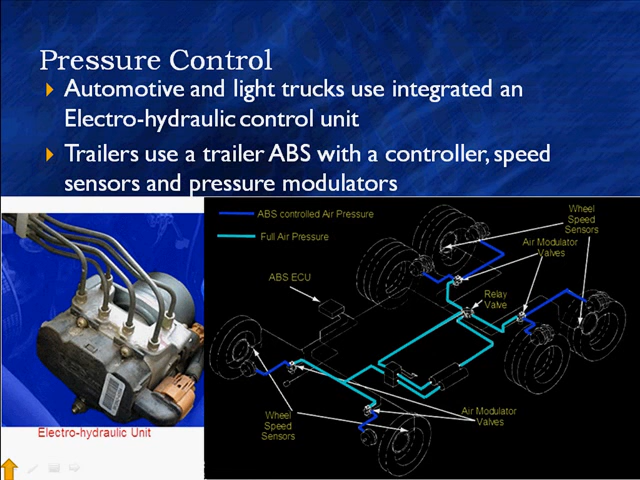 Pressure Control
Automotive and light trucks use integrated an
Electro-hydraulic control unit
Trailers use a trailer ABS with a controller, speed
sensors and pressure modulators
ABS controlled Air Pressure
Full Air Pressure
ABS ECU
Wheel
Speed
Sensors
Air Modulator
Valves
Relay
Valve
Wheel
Speed
Sensors
Air Modulator
Valves
Electro-hydraulic Unit